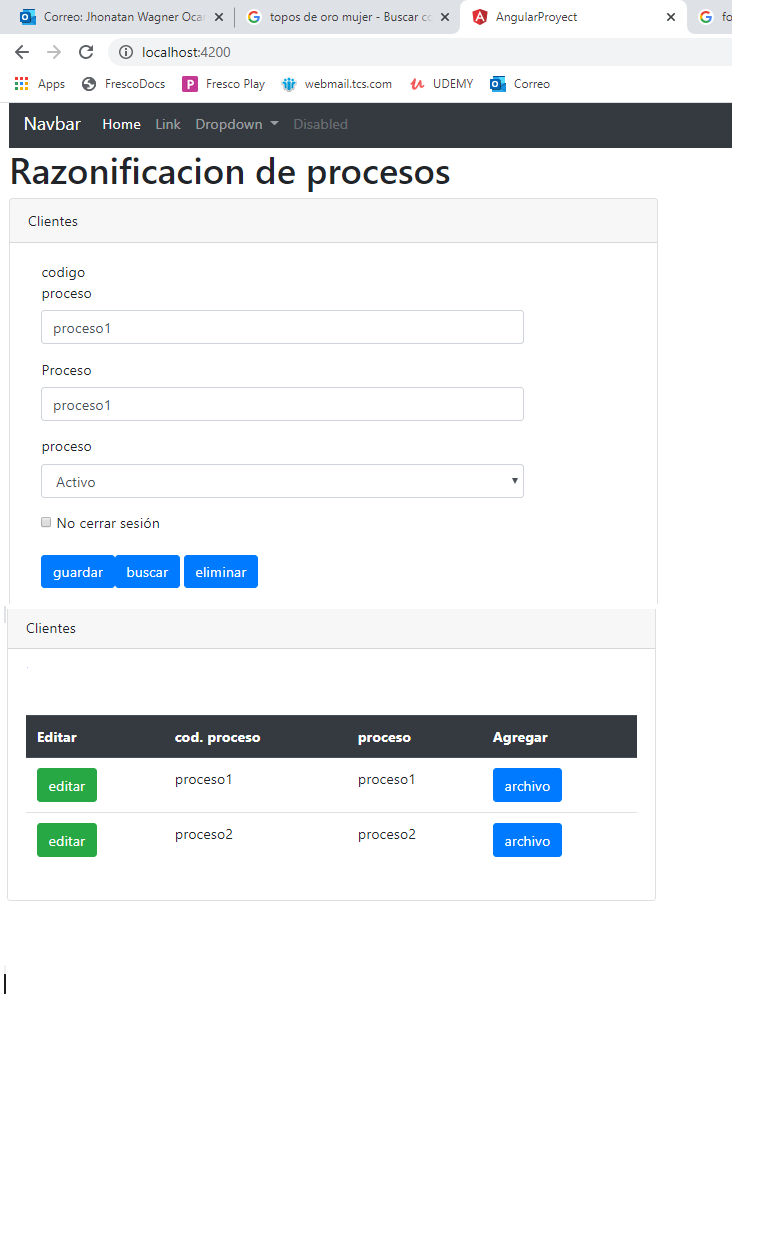 Correo: Jhonatan Wagner Oca
topos de oro mujer - Buscar co
AngularProyect
fo
localhost:4200
Apps FrescoDocs Fresco Play webmail.tcs.com UDEMY Correo
Navbar Home Link Dropdown Disabled
Razonificacion de procesos
Clientes
codigo
proceso
proceso1
Proceso
proceso1
proceso
Activo
No cerrar sesión
guardar buscar eliminar
Clientes
Editar cod. proceso proceso Agregar
editar proceso1 proceso1 archivo
editar proceso2 proceso2 archivo